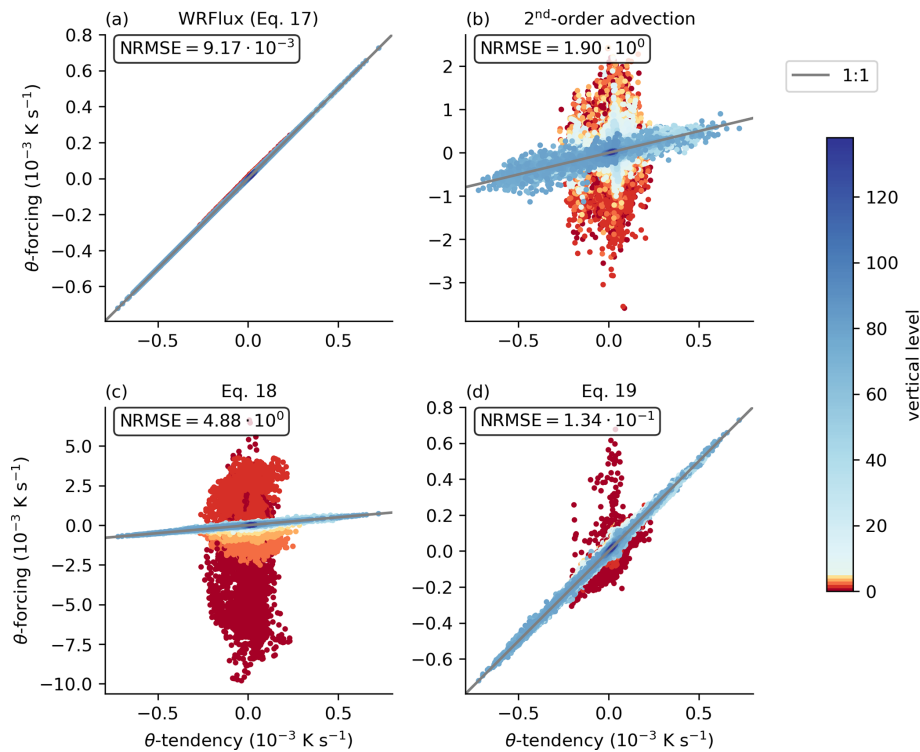 (a) WRFlux (Eq. 17)
NRMSE = 9.17 · 10⁻³
0.8
0.6
0.4
0.2
0.0
−0.2
−0.4
−0.6
θ-forcing (10⁻³ K s⁻¹)
−0.5 0.0 0.5
(b) 2ⁿᵈ-order advection
NRMSE = 1.90 · 10⁰
2
1
0
−1
−2
−3
−0.5 0.0 0.5
1:1
120
100
80
60
40
20
0
vertical level
(c) Eq. 18
NRMSE = 4.88 · 10⁰
5.0
2.5
0.0
−2.5
−5.0
−7.5
−10.0
θ-forcing (10⁻³ K s⁻¹)
−0.5 0.0 0.5
θ-tendency (10⁻³ K s⁻¹)
(d) Eq. 19
NRMSE = 1.34 · 10⁻¹
0.8
0.6
0.4
0.2
0.0
−0.2
−0.4
−0.6
−0.5 0.0 0.5
θ-tendency (10⁻³ K s⁻¹)